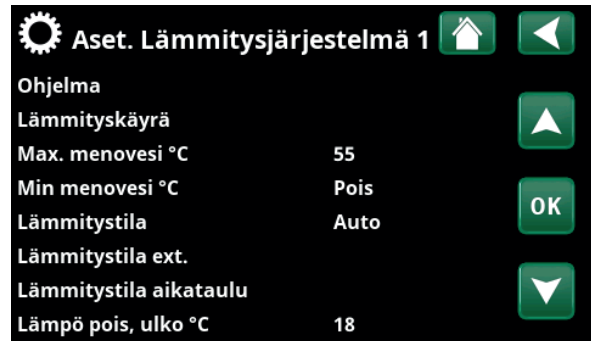 Aset. Lämmitysjärjestelmä 1
Ohjelma
Lämmityskäyrä
Max. menovesi °C 55
Min menovesi °C Pois
Lämmitystila Auto
OK
Lämmitystila ext.
Lämmitystila aikataulu
Lämpö pois, ulko °C 18